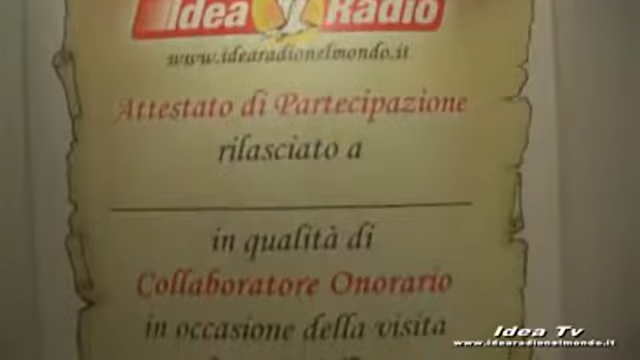 Idea Radio
www.idearadionelmondo.it
Attestato di Partecipazione
rilasciato a
in qualità di
Collaboratore Onorario
in occasione della visita
Idea Tv
www.idearadionelmondo.it